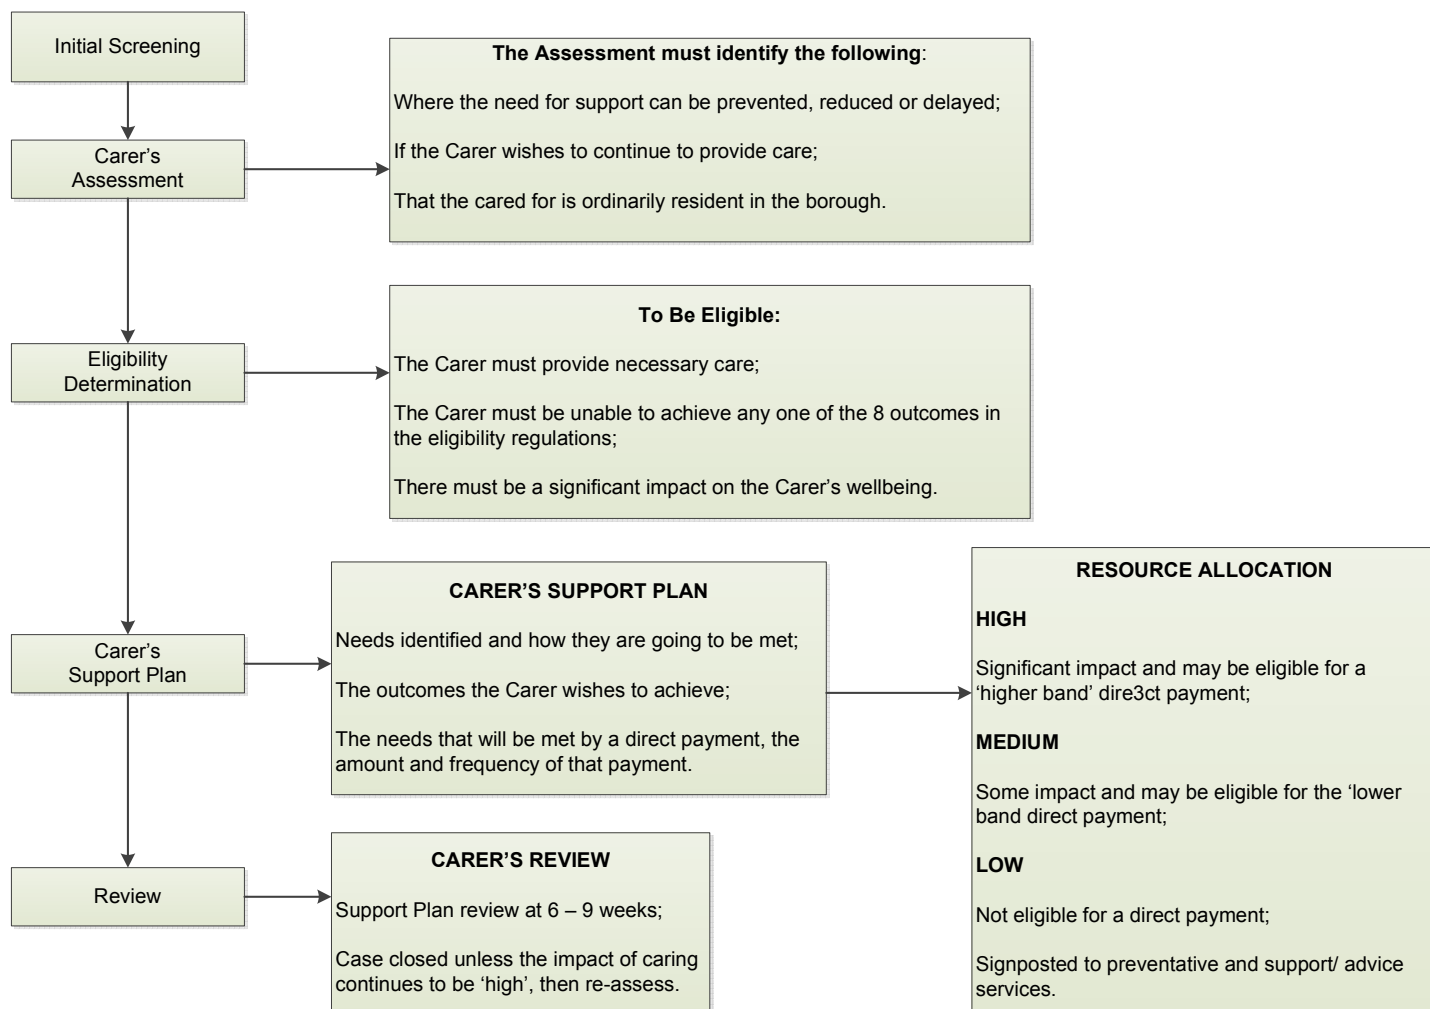 Initial Screening
The Assessment must identify the following:
Where the need for support can be prevented, reduced or delayed;
If the Carer wishes to continue to provide care;
That the cared for is ordinarily resident in the borough.
Carer's
Assessment
To Be Eligible:
The Carer must provide necessary care;
The Carer must be unable to achieve any one of the 8 outcomes in
the eligibility regulations;
There must be a significant impact on the Carer's wellbeing.
Eligibility
Determination
Carer's
Support Plan
CARER'S SUPPORT PLAN
Needs identified and how they are going to be met;
The outcomes the Carer wishes to achieve;
The needs that will be met by a direct payment, the
amount and frequency of that payment.
RESOURCE ALLOCATION
HIGH
Significant impact and may be eligible for a
‘higher band’ dire3ct payment;
MEDIUM
Some impact and may be eligible for the ‘lower
band direct payment;
LOW
Not eligible for a direct payment;
Signposted to preventative and support/ advice
services.
Review
CARER'S REVIEW
Support Plan review at 6 – 9 weeks;
Case closed unless the impact of caring
continues to be ‘high’, then re-assess.